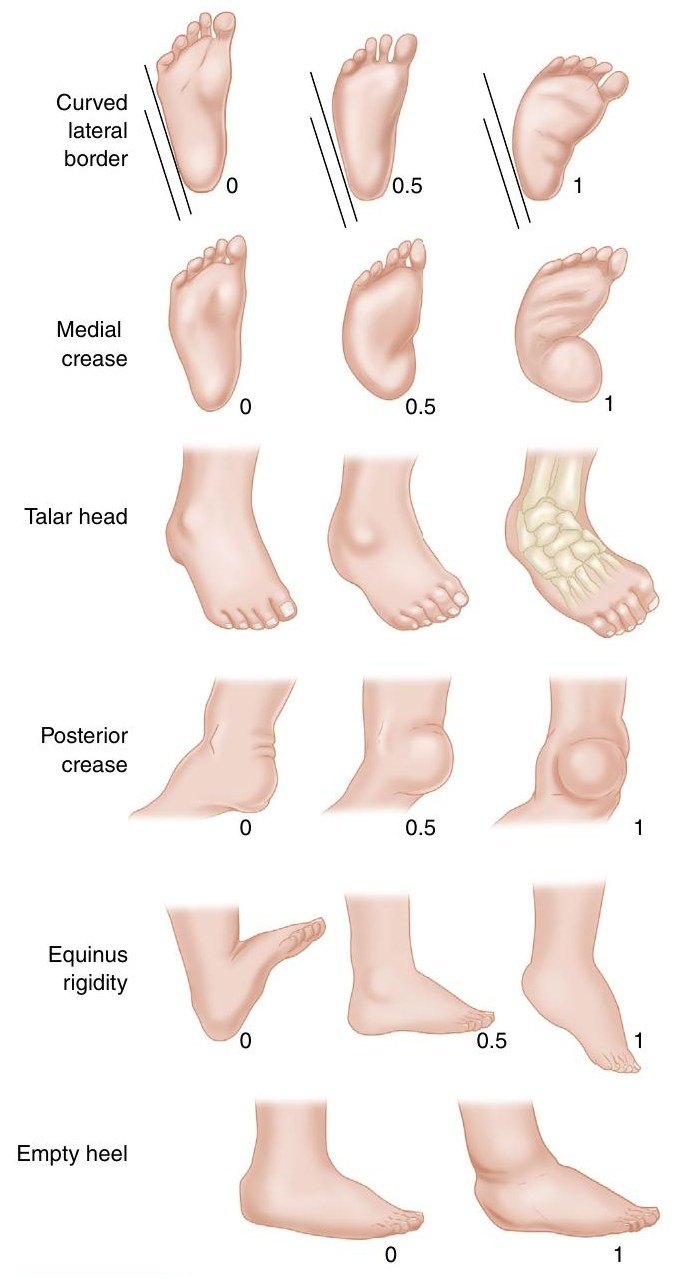 Curved
lateral
border
0
0.5
1
Medial
crease
0
0.5
1
Talar head
Posterior
crease
0
0.5
1
Equinus
rigidity
0
0.5
1
Empty heel
0
1